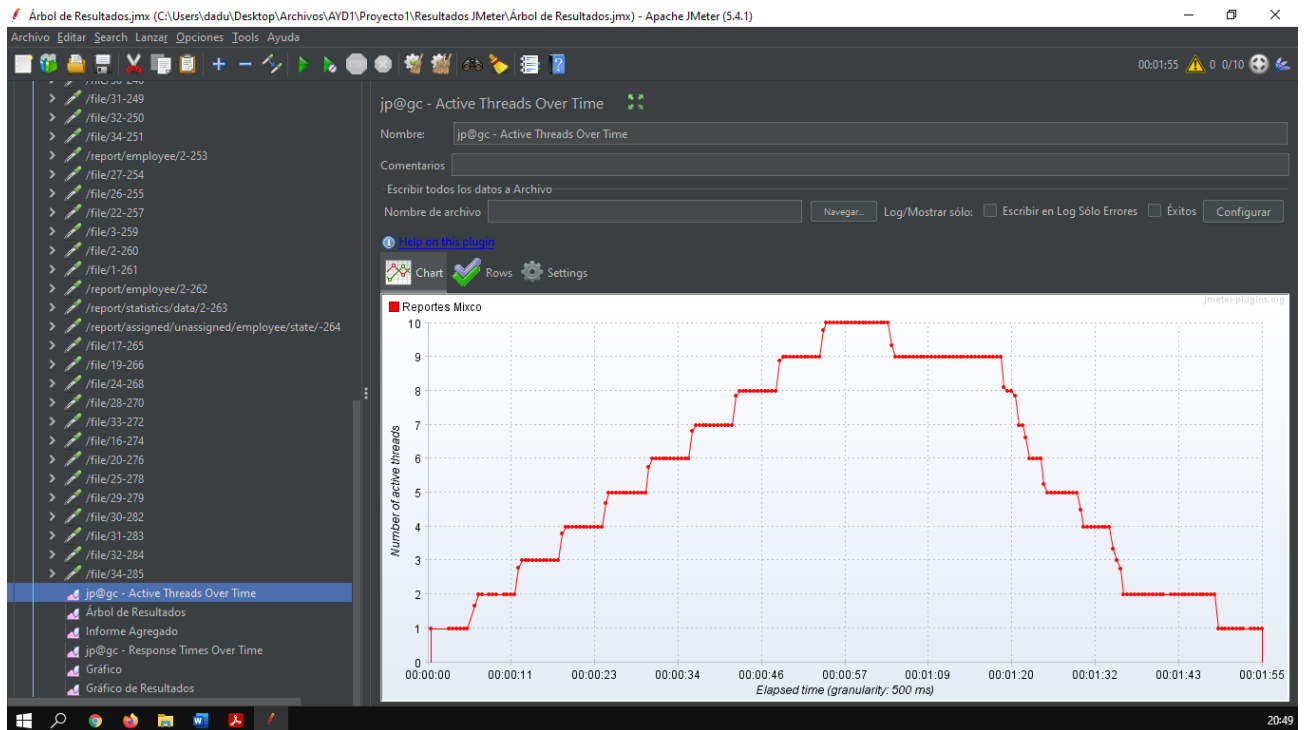 Árbol de Resultados.jmx (C:\Users\dadu\Desktop\Archivos\AYD1\Proyecto1\Resultados JMeter\Árbol de Resultados.jmx) - Apache JMeter (5.4.1)
Archivo Editar Search Lanzar Opciones Tools Ayuda
00:01:55 0 0/10
/file/31-249
/file/32-250
/file/34-251
/report/employee/2-253
/file/27-254
/file/26-255
/file/22-257
/file/3-259
/file/2-260
/file/1-261
/report/employee/2-262
/report/statistics/data/2-263
/report/assigned/unassigned/employee/state/-264
/file/17-265
/file/19-266
/file/24-268
/file/28-270
/file/33-272
/file/16-274
/file/20-276
/file/25-278
/file/29-279
/file/30-282
/file/31-283
/file/32-284
/file/34-285
jp@gc - Active Threads Over Time
Árbol de Resultados
Informe Agregado
jp@gc - Response Times Over Time
Gráfico
Gráfico de Resultados
jp@gc - Active Threads Over Time
Nombre: jp@gc - Active Threads Over Time
Comentarios
Escribir todos los datos a Archivo
Nombre de archivo Navegar... Log/Mostrar sólo: Escribir en Log Sólo Errores Éxitos Configurar
Help on this plugin
Chart Rows Settings
Reportes Mixco
jmeter-plugins.org
10
9
8
7
6
5
4
3
2
1
0
Number of active threads
00:00:00 00:00:11 00:00:23 00:00:34 00:00:46 00:00:57 00:01:09 00:01:20 00:01:32 00:01:43 00:01:55
Elapsed time (granularity: 500 ms)
20:49